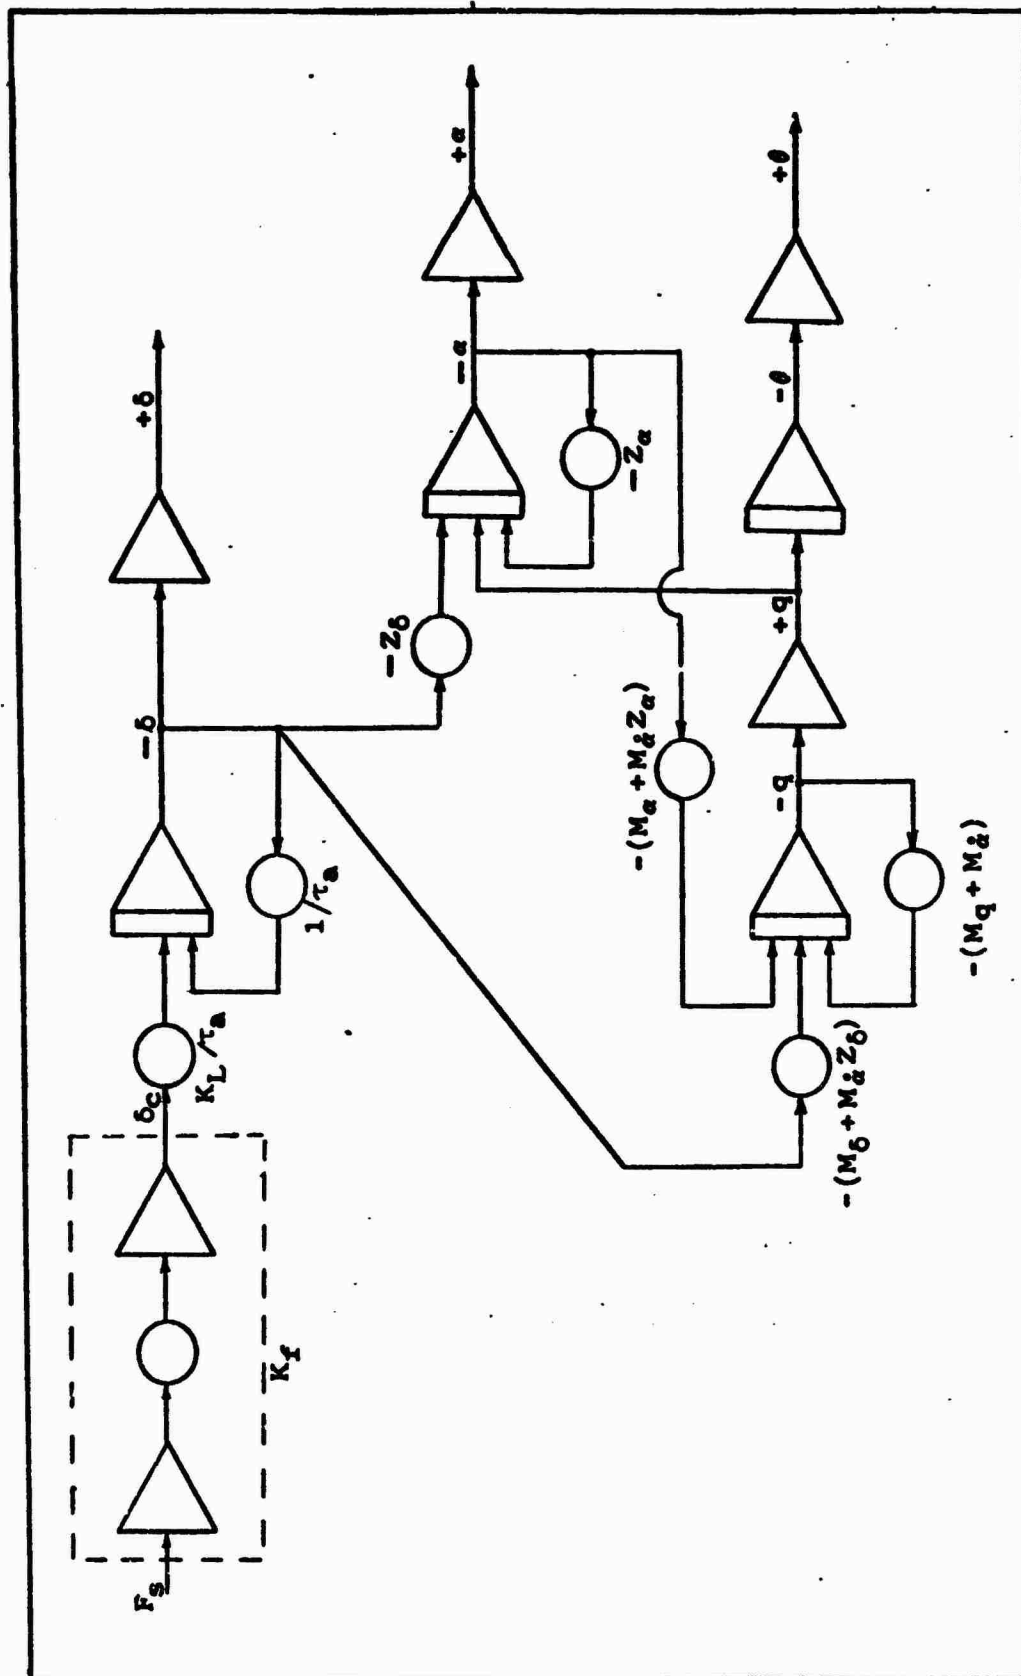 F_s
K_f
δ_c
K_L/τ_a
1/τ_a
−δ
+δ
−Z_δ
−α
+α
−Z_α
−(M_α + M_α̇ Z_α)
−(M_δ + M_α̇ Z_δ)
−q
+q
−(M_q + M_α̇)
−θ
+θ